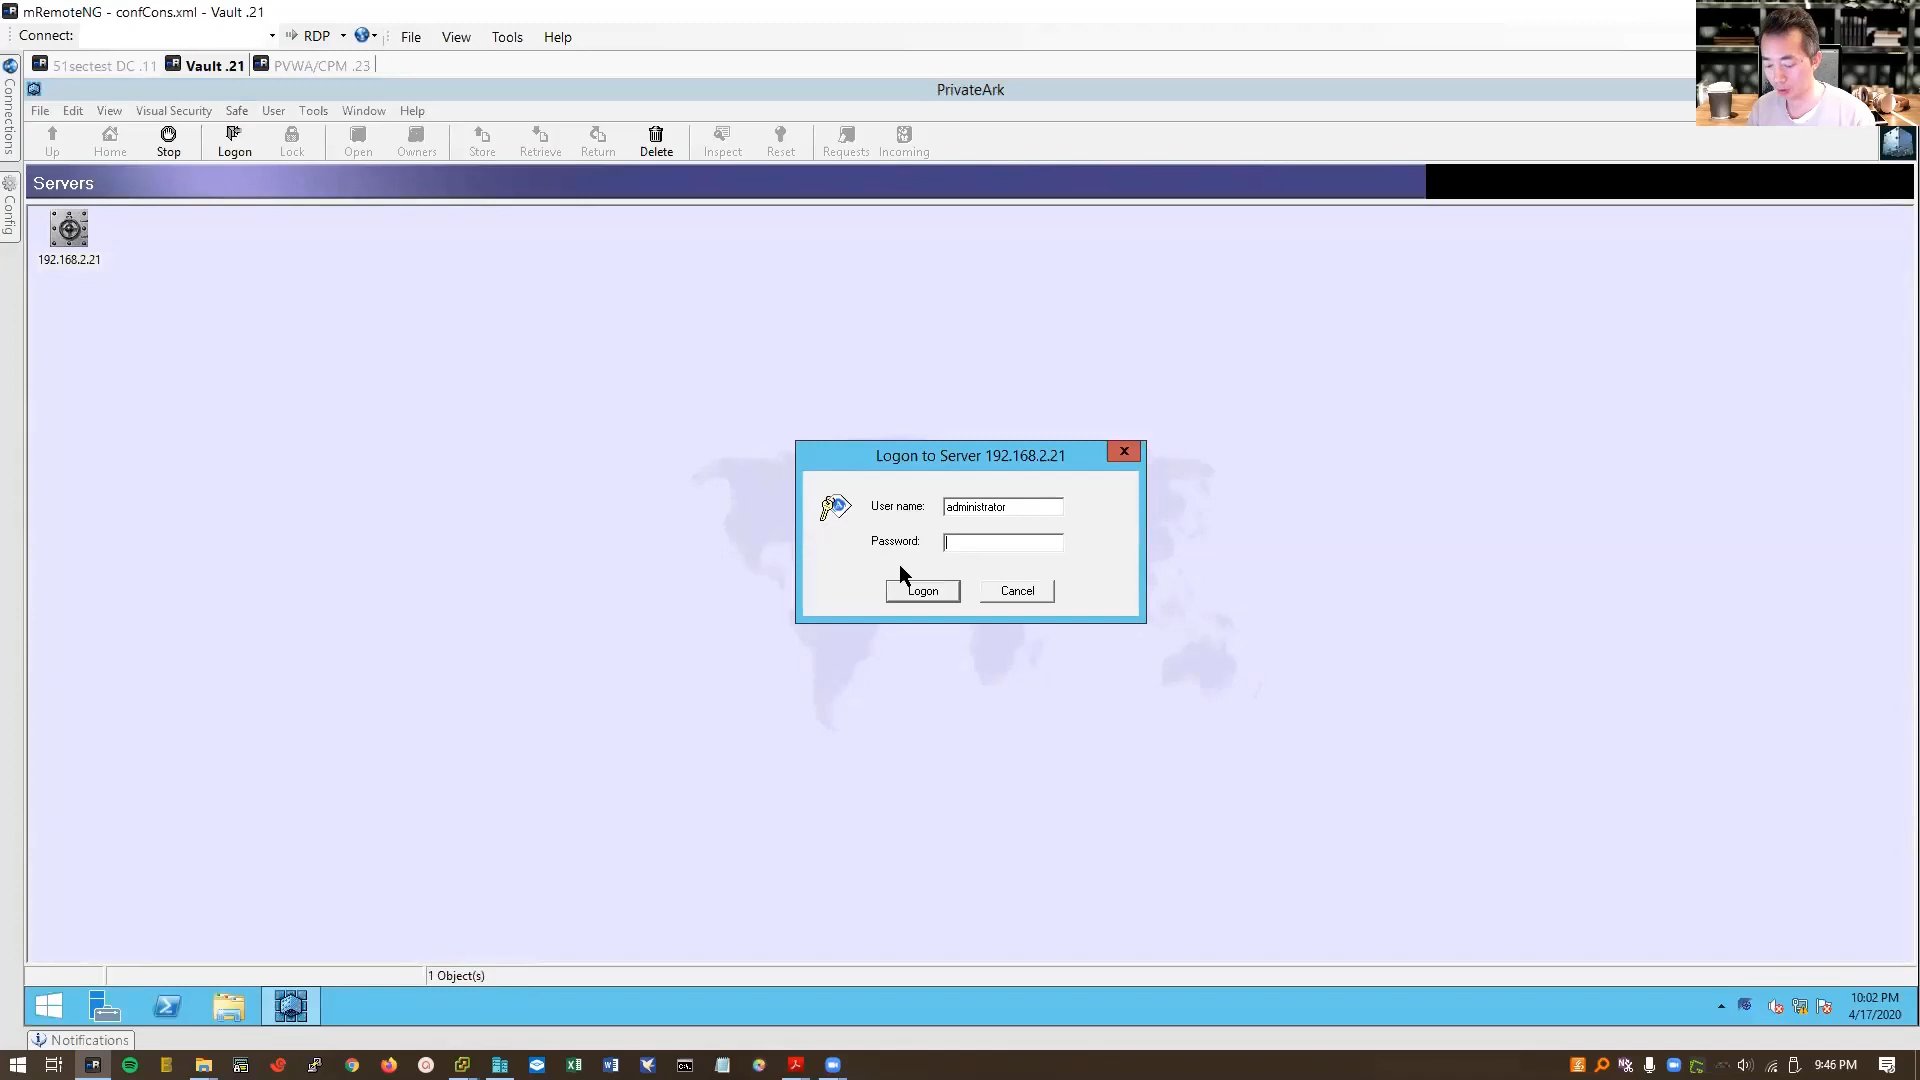 mRemoteNG - confCons.xml - Vault .21
Connect: RDP File View Tools Help
51sectest DC .11 Vault .21 PVWA/CPM .23
Connections
Config
PrivateArk
File Edit View Visual Security Safe User Tools Window Help
Up Home Stop Logon Lock Open Owners Store Retrieve Return Delete Inspect Reset Requests Incoming
Servers
192.168.2.21
Logon to Server 192.168.2.21
User name: administrator
Password:
Logon Cancel
1 Object(s)
10:02 PM
4/17/2020
Notifications
9:46 PM